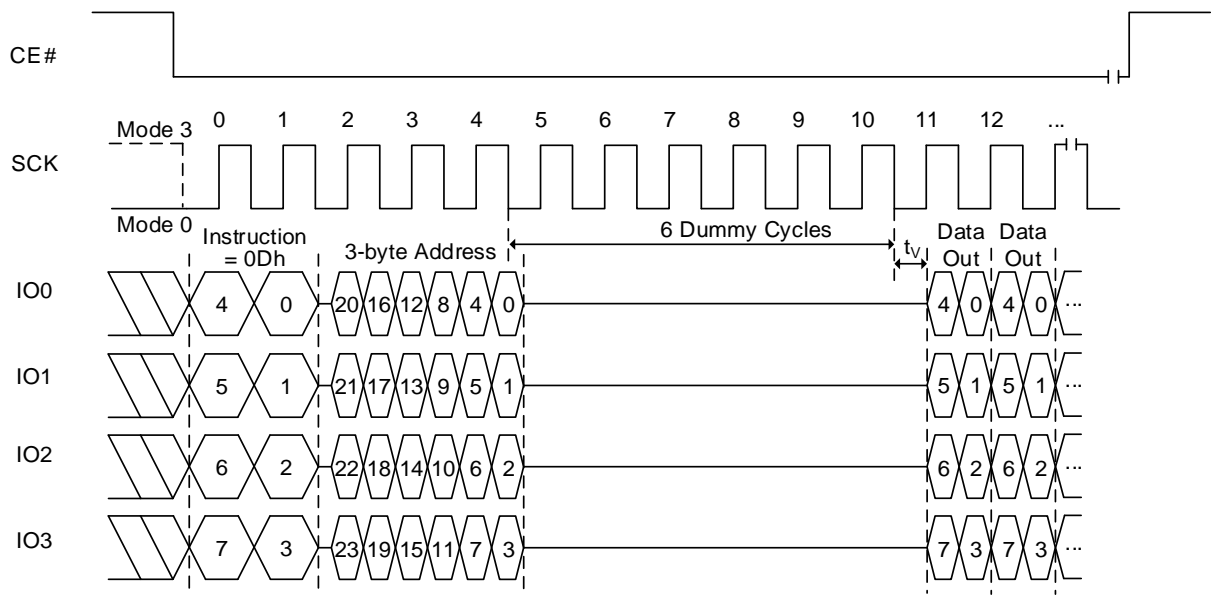 CE#
0 1 2 3 4 5 6 7 8 9 10 11 12 ...
Mode 3
SCK
Mode 0
Instruction = 0Dh
3-byte Address
6 Dummy Cycles
tV
Data Out
Data Out
IO0 4 0 20 16 12 8 4 0 4 0 4 0 ...
IO1 5 1 21 17 13 9 5 1 5 1 5 1 ...
IO2 6 2 22 18 14 10 6 2 6 2 6 2 ...
IO3 7 3 23 19 15 11 7 3 7 3 7 3 ...